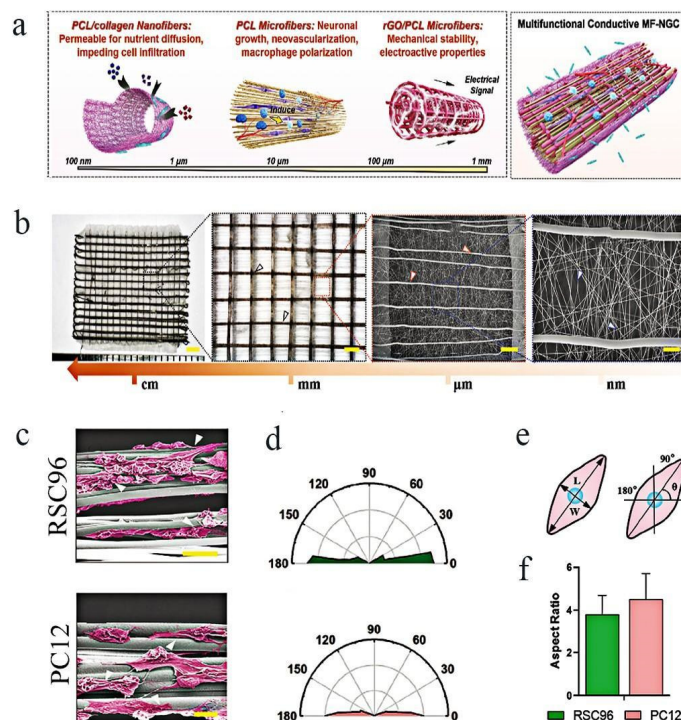 a
PCL/collagen Nanofibers:
Permeable for nutrient diffusion,
impeding cell infiltration
PCL Microfibers: Neuronal
growth, neovascularization,
macrophage polarization
Induce
rGO/PCL Microfibers:
Mechanical stability,
electroactive properties
Electrical
Signal
100 nm 1 µm 10 µm 100 µm 1 mm
Multifunctional Conductive MF-NGC
b
cm mm µm nm
c
RSC96
PC12
d
90
120 60
150 30
180 0
90
120 60
150 30
180 0
e
L
W
90°
180°
θ
f
Aspect Ratio
6
4
2
0
RSC96 PC12